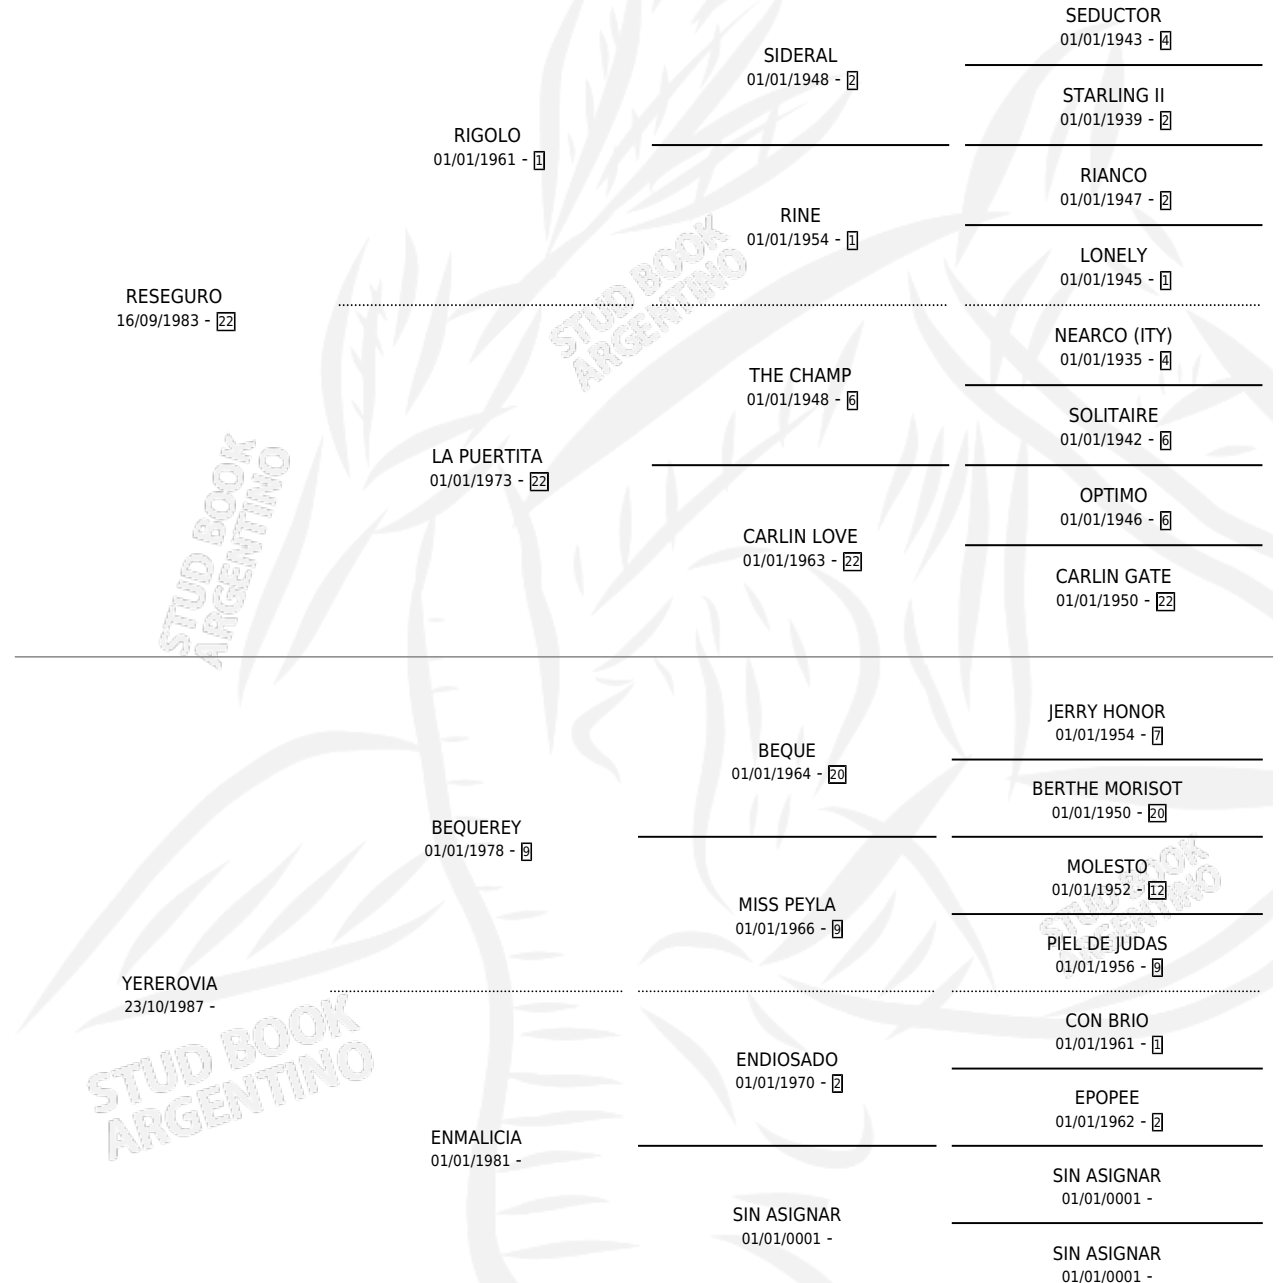 SEDUCTOR
01/01/1943 - 4
SIDERAL
01/01/1948 - 2
STARLING II
01/01/1939 - 2
RIGOLO
01/01/1961 - 1
RIANCO
01/01/1947 - 2
RINE
01/01/1954 - 1
LONELY
01/01/1945 - 1
RESEGURO
16/09/1983 - 22
NEARCO (ITY)
01/01/1935 - 4
THE CHAMP
01/01/1948 - 6
SOLITAIRE
01/01/1942 - 6
LA PUERTITA
01/01/1973 - 22
OPTIMO
01/01/1946 - 6
CARLIN LOVE
01/01/1963 - 22
CARLIN GATE
01/01/1950 - 22
STUD BOOK
ARGENTINO
STUD BOOK
ARGENTINO
JERRY HONOR
01/01/1954 - 7
BEQUE
01/01/1964 - 20
BERTHE MORISOT
01/01/1950 - 20
BEQUEREY
01/01/1978 - 9
MOLESTO
01/01/1952 - 12
MISS PEYLA
01/01/1966 - 9
PIEL DE JUDAS
01/01/1956 - 9
STUD BOOK
ARGENTINO
YEREROVIA
23/10/1987 -
CON BRIO
01/01/1961 - 1
ENDIOSADO
01/01/1970 - 2
EPOPEE
01/01/1962 - 2
STUD BOOK
ARGENTINO
ENMALICIA
01/01/1981 -
SIN ASIGNAR
01/01/0001 -
SIN ASIGNAR
01/01/0001 -
SIN ASIGNAR
01/01/0001 -